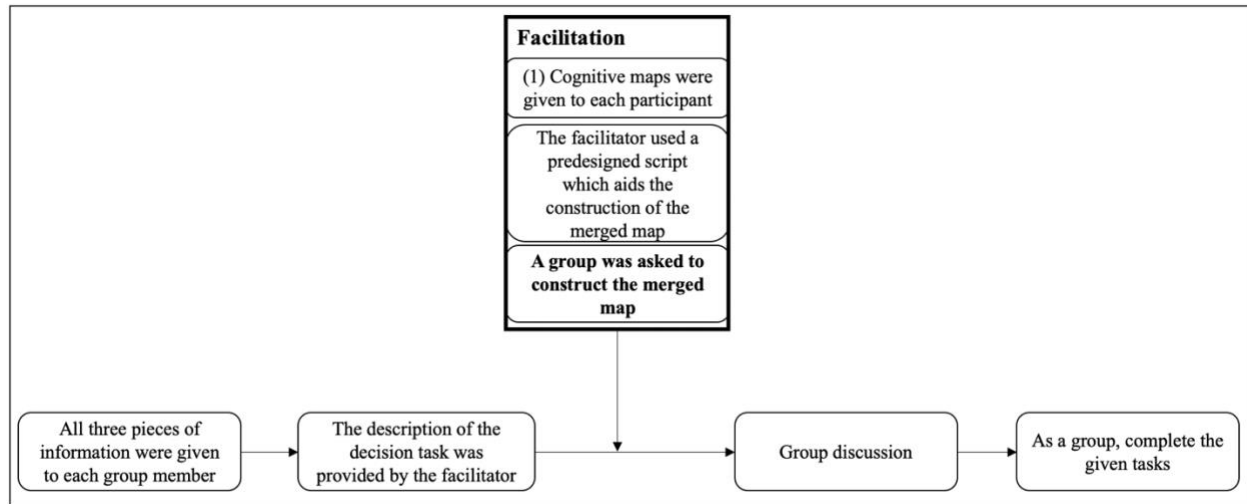 Facilitation
(1) Cognitive maps were
given to each participant
The facilitator used a
predesigned script
which aids the
construction of the
merged map
A group was asked to
construct the merged
map
All three pieces of
information were given
to each group member
The description of the
decision task was
provided by the facilitator
Group discussion
As a group, complete the
given tasks